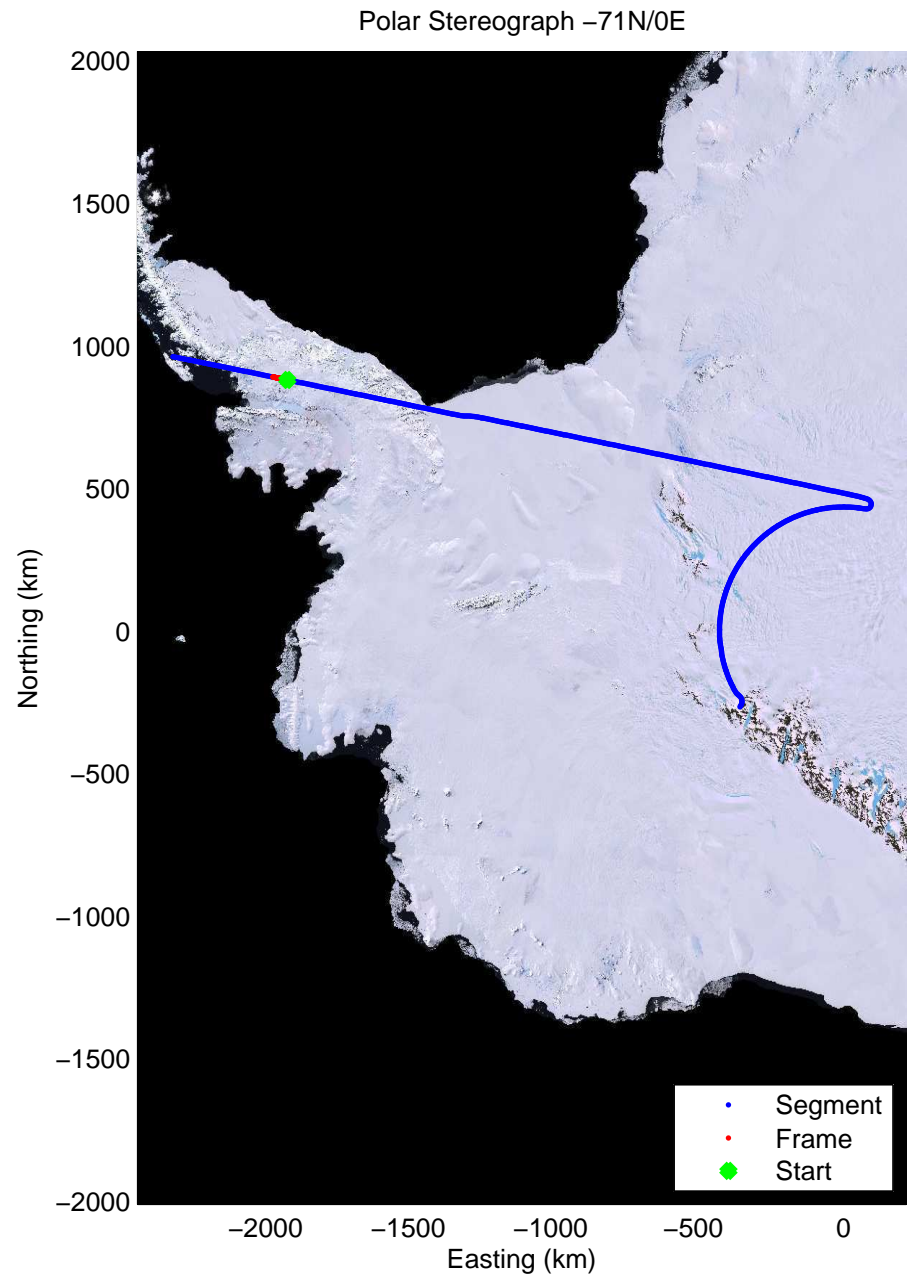 Polar Stereograph −71N/0E
2000
1500
1000
500
0
−500
−1000
−1500
−2000
Northing (km)
−2000 −1500 −1000 −500 0
Easting (km)
Segment
Frame
Start